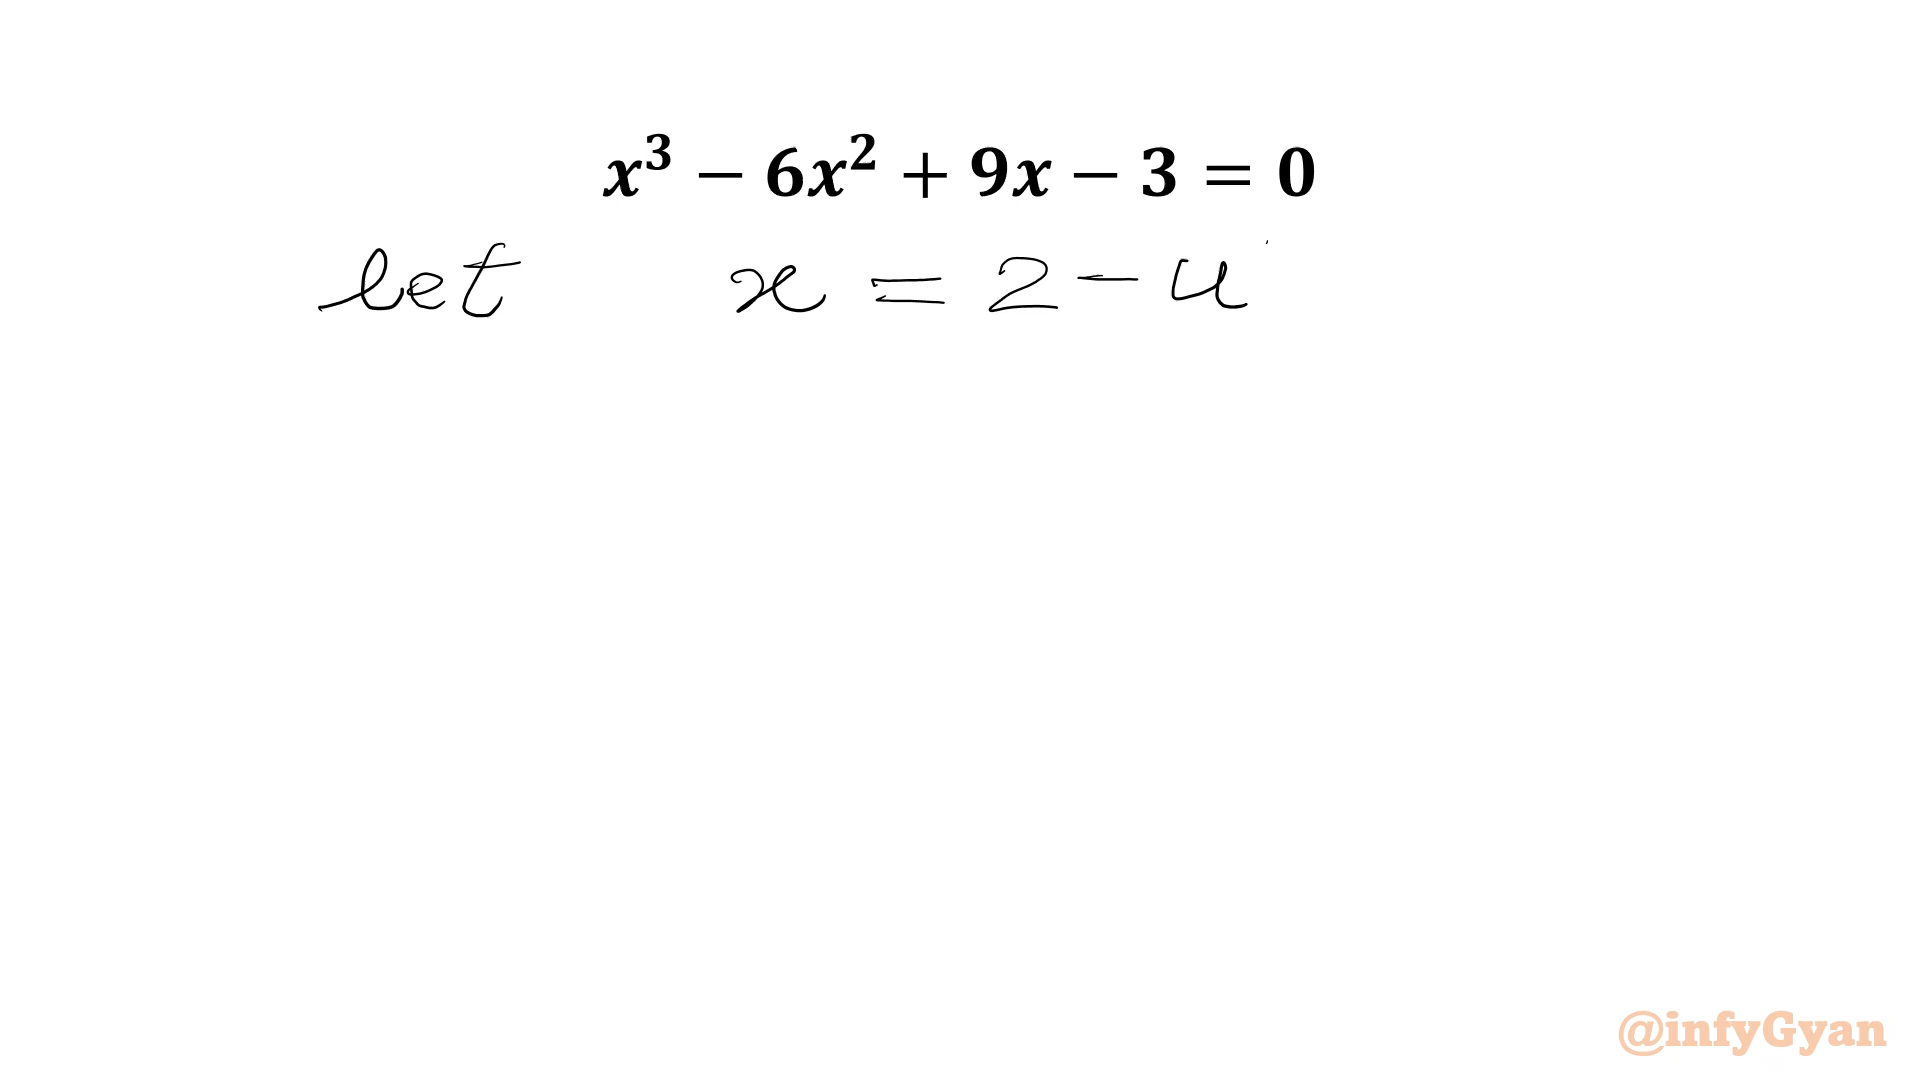 x³ − 6x² + 9x − 3 = 0
let x = 2 − u
@infyGyan